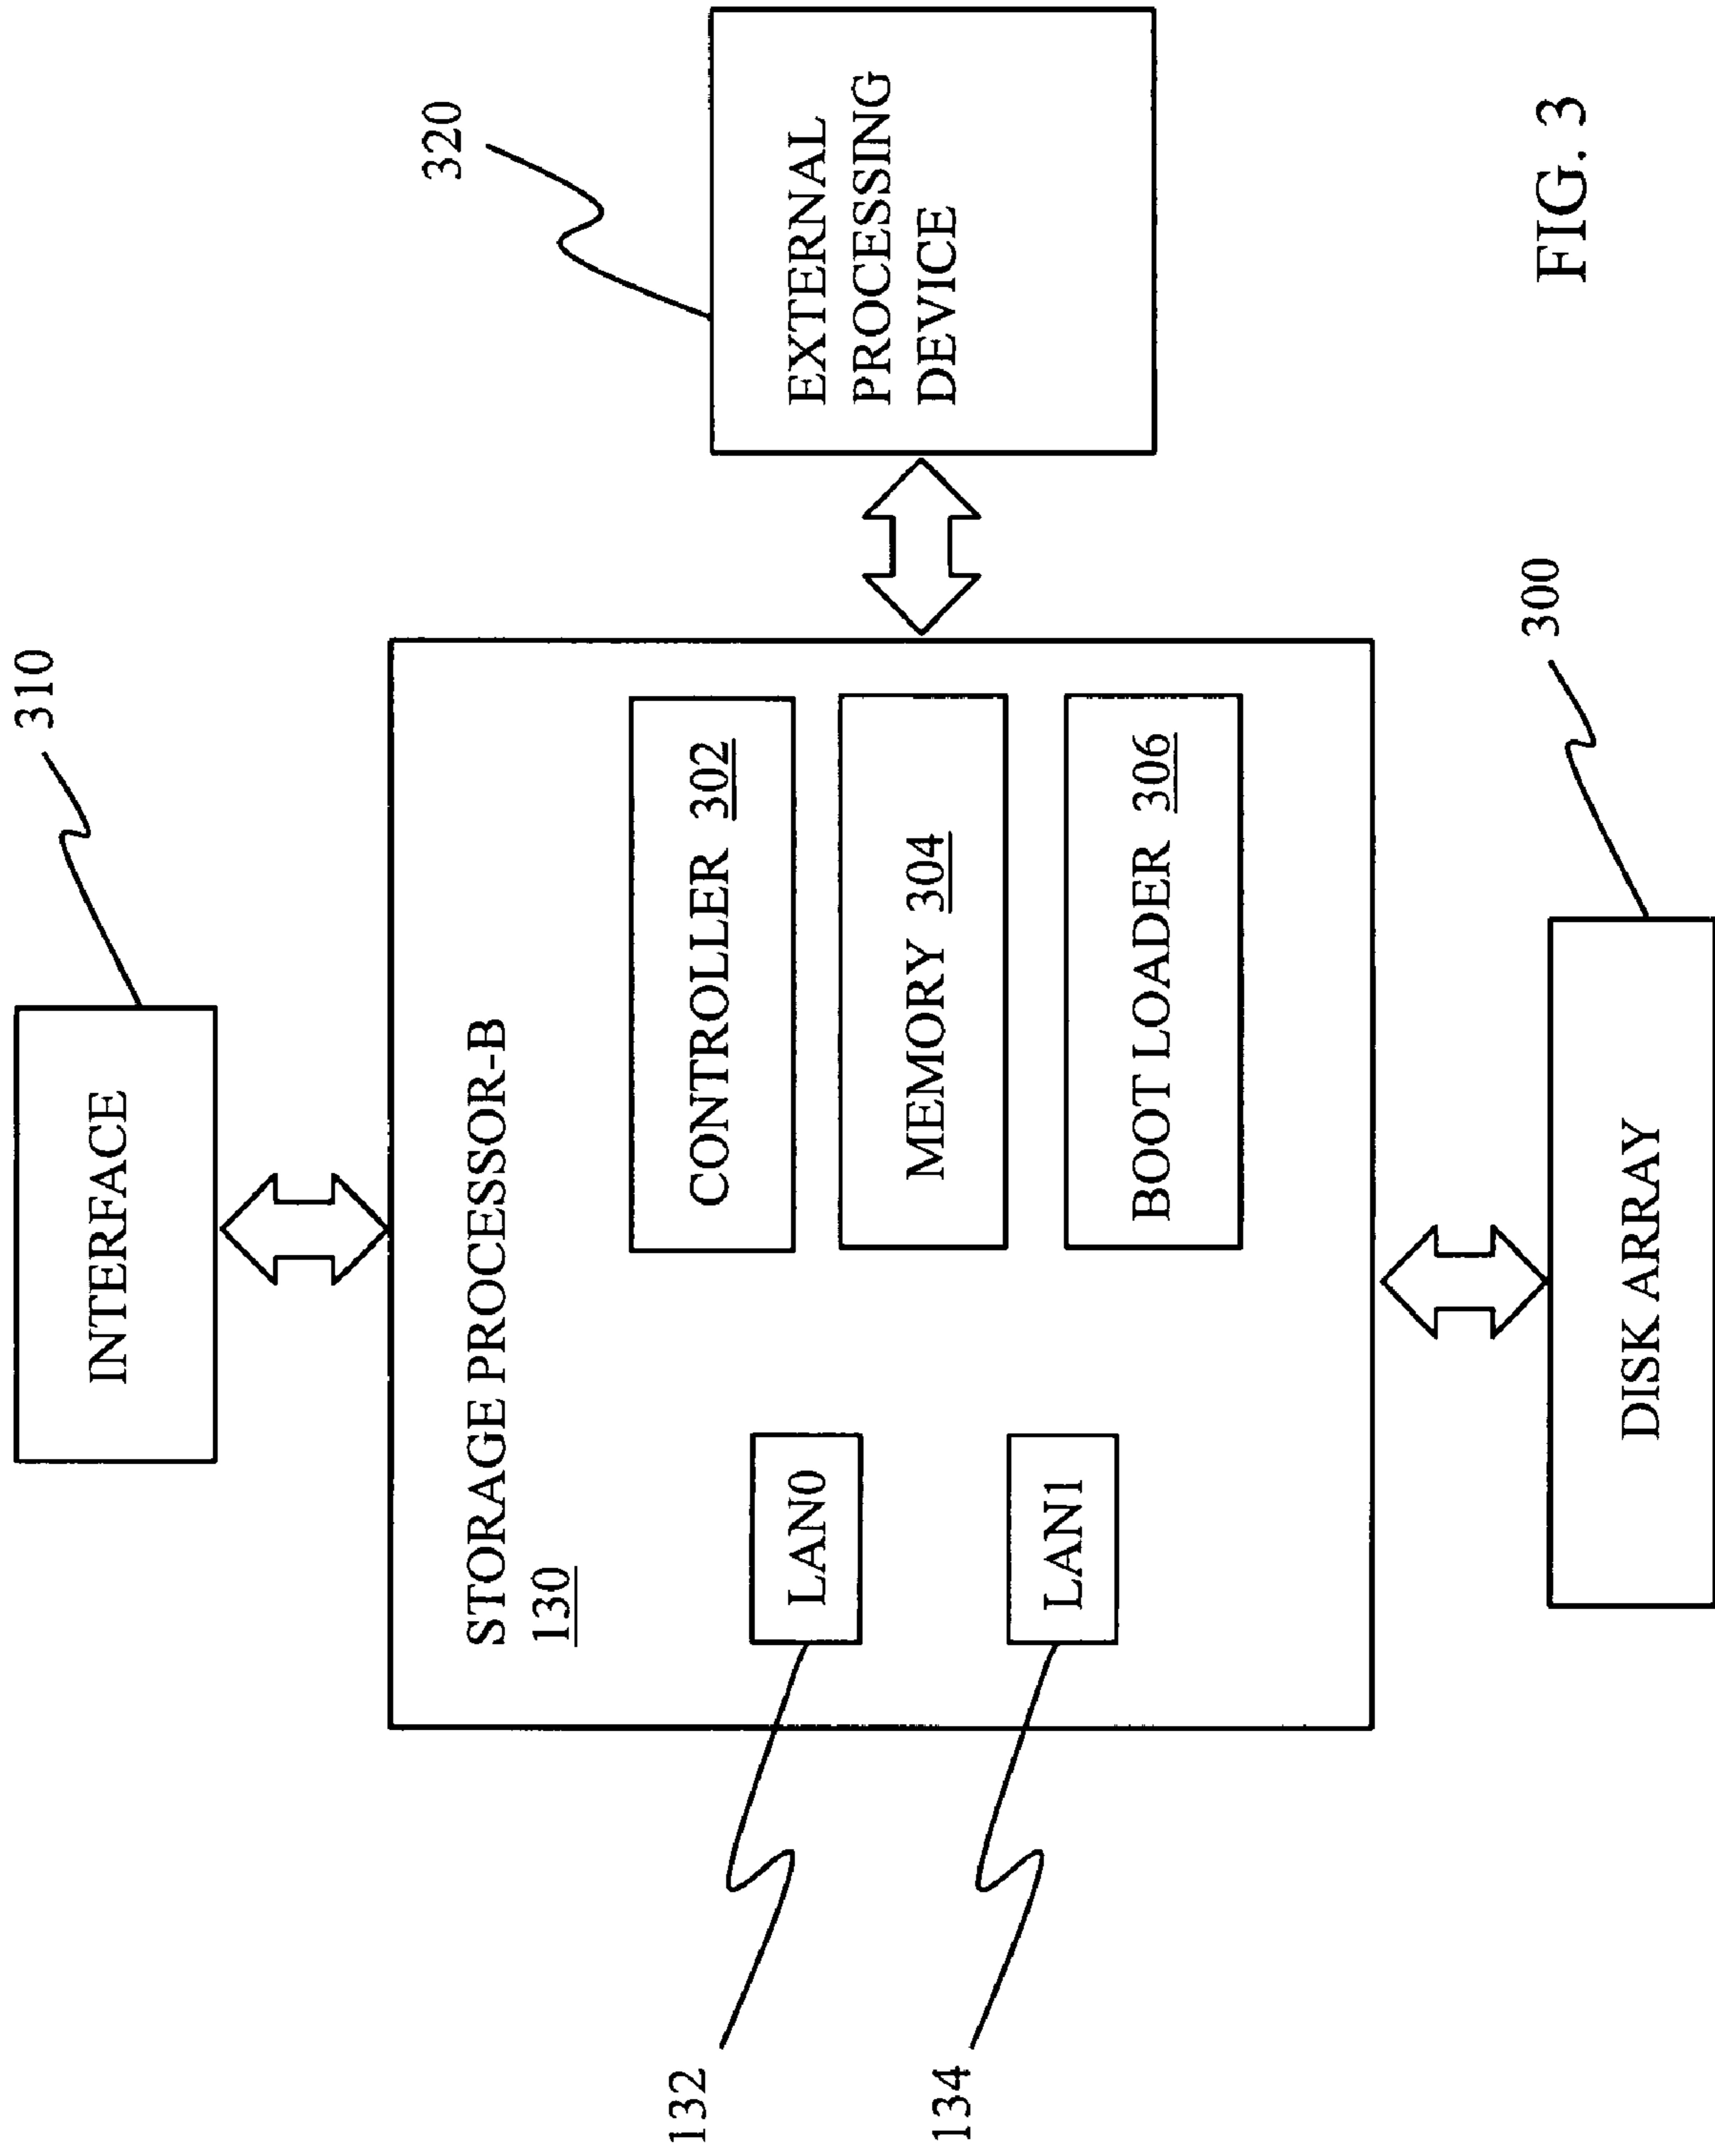 310
INTERFACE
320
STORAGE PROCESSOR-B
130
132
LAN0
CONTROLLER 302
EXTERNAL
PROCESSING
DEVICE
MEMORY 304
134
LAN1
BOOT LOADER 306
300
DISK ARRAY
FIG. 3